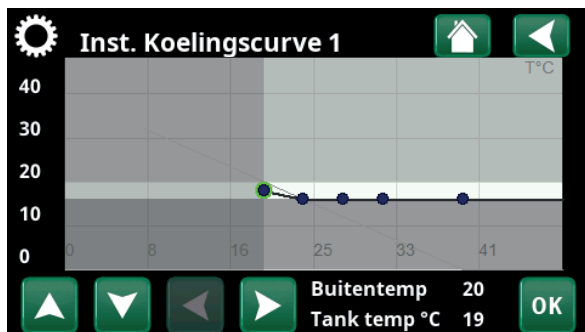 Inst. Koelingscurve 1
T°C
40
30
20
10
0
0 8 16 25 33 41
Buitentemp 20
Tank temp °C 19
OK